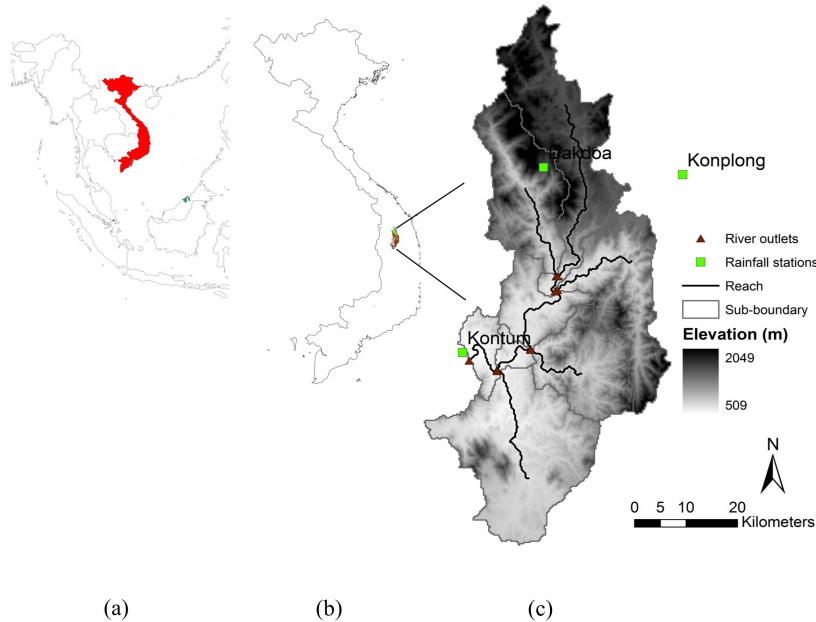 Dakdoa
Konplong
River outlets
Rainfall stations
Reach
Sub-boundary
Elevation (m)
2049
509
Kontum
N
0 5 10 20
Kilometers
(a) (b) (c)